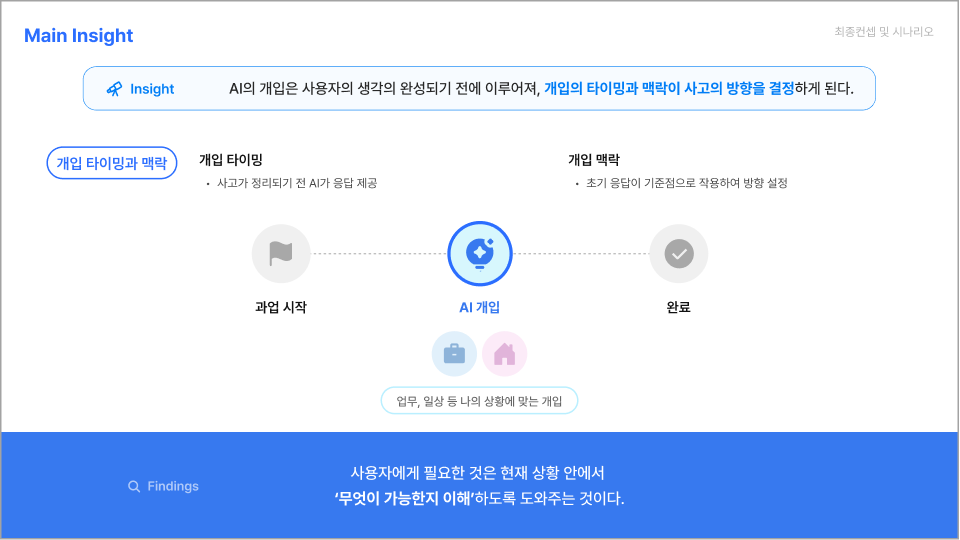 Main Insight
최종컨셉 및 시나리오
Insight
AI의 개입은 사용자의 생각의 완성되기 전에 이루어져, 개입의 타이밍과 맥락이 사고의 방향을 결정하게 된다.
개입 타이밍과 맥락
개입 타이밍
• 사고가 정리되기 전 AI가 응답 제공
개입 맥락
• 초기 응답이 기준점으로 작용하여 방향 설정
과업 시작
AI 개입
완료
업무, 일상 등 나의 상황에 맞는 개입
Findings
사용자에게 필요한 것은 현재 상황 안에서
‘무엇이 가능한지 이해’하도록 도와주는 것이다.